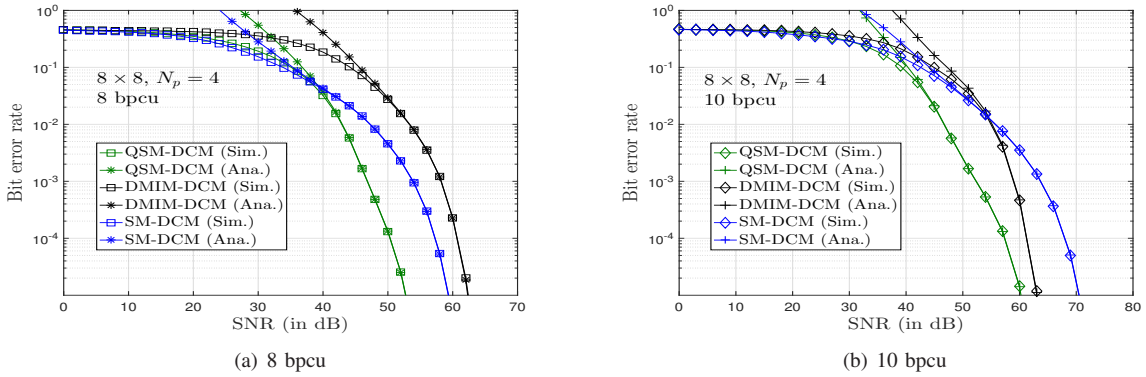 10^0
10^-1
10^-2
10^-3
10^-4
Bit error rate
8 × 8, N_p = 4
8 bpcu
QSM-DCM (Sim.)
QSM-DCM (Ana.)
DMIM-DCM (Sim.)
DMIM-DCM (Ana.)
SM-DCM (Sim.)
SM-DCM (Ana.)
0 10 20 30 40 50 60 70
SNR (in dB)
(a) 8 bpcu
10^0
10^-1
10^-2
10^-3
10^-4
Bit error rate
8 × 8, N_p = 4
10 bpcu
QSM-DCM (Sim.)
QSM-DCM (Ana.)
DMIM-DCM (Sim.)
DMIM-DCM (Ana.)
SM-DCM (Sim.)
SM-DCM (Ana.)
0 10 20 30 40 50 60 70 80
SNR (in dB)
(b) 10 bpcu